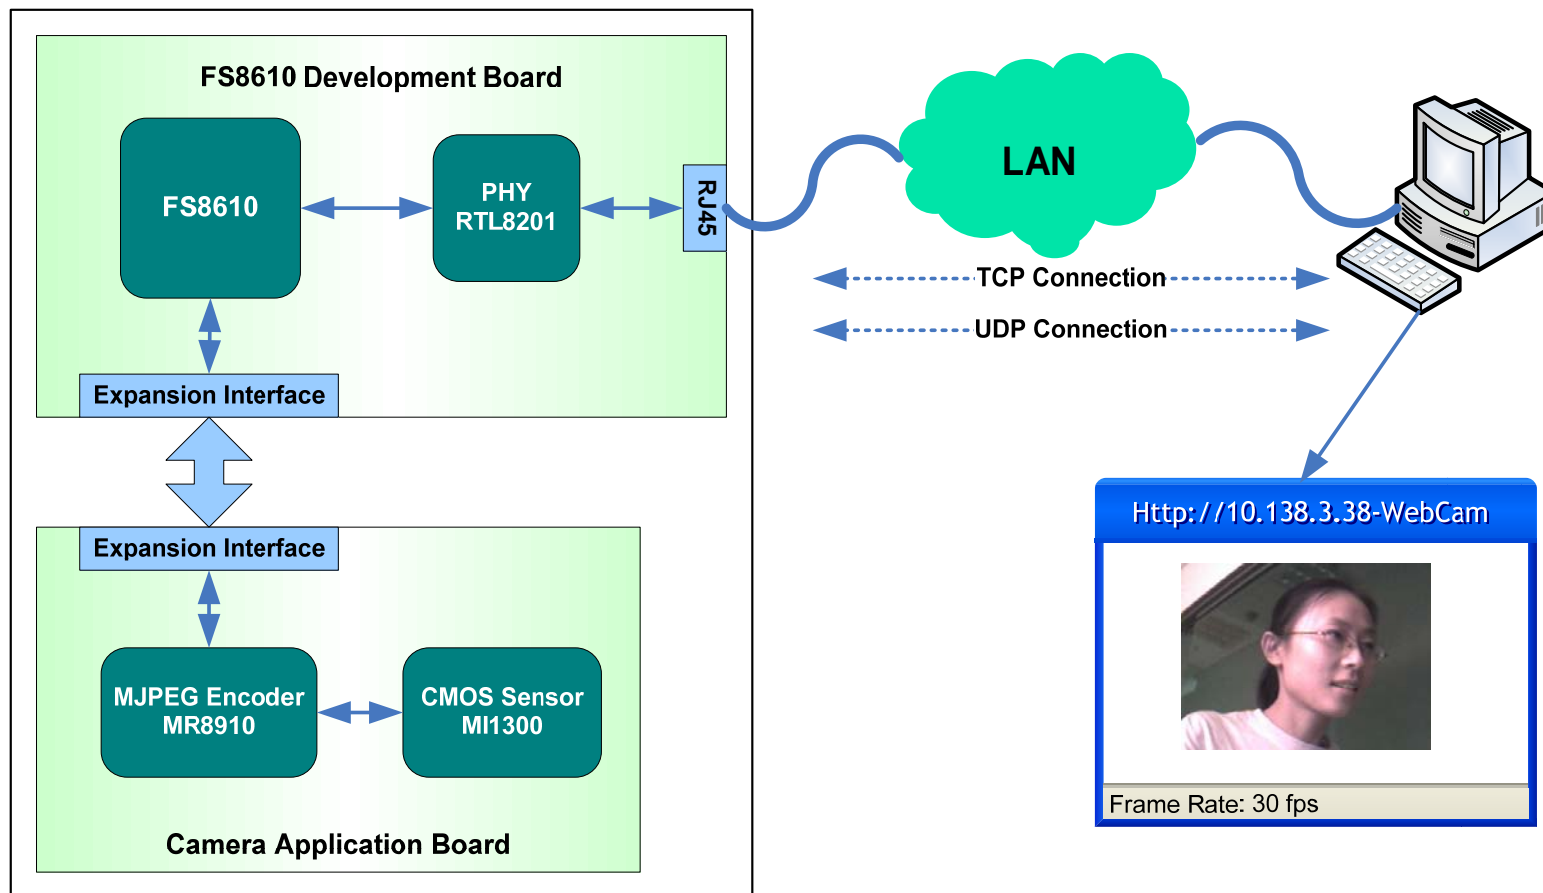 FS8610 Development Board
FS8610
PHY
RTL8201
RJ45
Expansion Interface
Expansion Interface
MJPEG Encoder
MR8910
CMOS Sensor
MI1300
Camera Application Board
LAN
TCP Connection
UDP Connection
Http://10.138.3.38-WebCam
Frame Rate: 30 fps